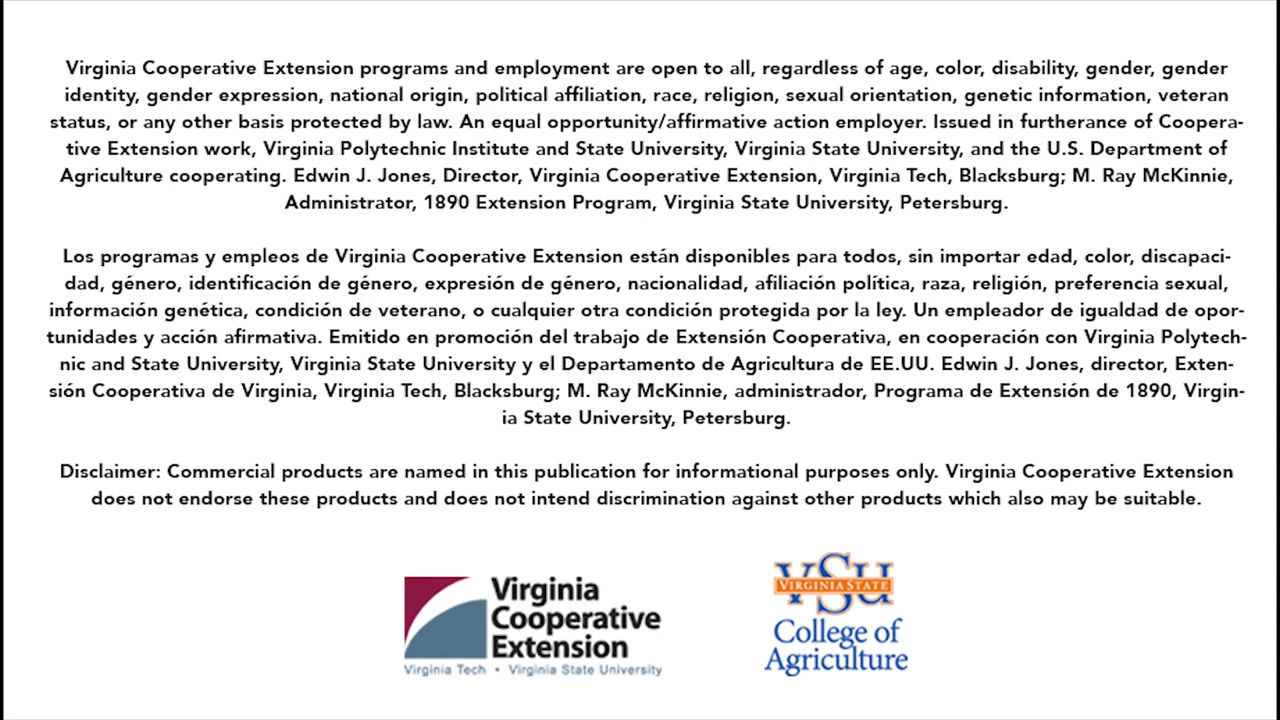 Virginia Cooperative Extension programs and employment are open to all, regardless of age, color, disability, gender, gender
identity, gender expression, national origin, political affiliation, race, religion, sexual orientation, genetic information, veteran
status, or any other basis protected by law. An equal opportunity/affirmative action employer. Issued in furtherance of Coopera-
tive Extension work, Virginia Polytechnic Institute and State University, Virginia State University, and the U.S. Department of
Agriculture cooperating. Edwin J. Jones, Director, Virginia Cooperative Extension, Virginia Tech, Blacksburg; M. Ray McKinnie,
Administrator, 1890 Extension Program, Virginia State University, Petersburg.
Los programas y empleos de Virginia Cooperative Extension están disponibles para todos, sin importar edad, color, discapaci-
dad, género, identificación de género, expresión de género, nacionalidad, afiliación política, raza, religión, preferencia sexual,
información genética, condición de veterano, o cualquier otra condición protegida por la ley. Un empleador de igualdad de opor-
tunidades y acción afirmativa. Emitido en promoción del trabajo de Extensión Cooperativa, en cooperación con Virginia Polytech-
nic and State University, Virginia State University y el Departamento de Agricultura de EE.UU. Edwin J. Jones, director, Exten-
sión Cooperativa de Virginia, Virginia Tech, Blacksburg; M. Ray McKinnie, administrador, Programa de Extensión de 1890, Virgin-
ia State University, Petersburg.
Disclaimer: Commercial products are named in this publication for informational purposes only. Virginia Cooperative Extension
does not endorse these products and does not intend discrimination against other products which also may be suitable.
Virginia
Cooperative
Extension
Virginia Tech • Virginia State University
VSU
VIRGINIA STATE
College of
Agriculture